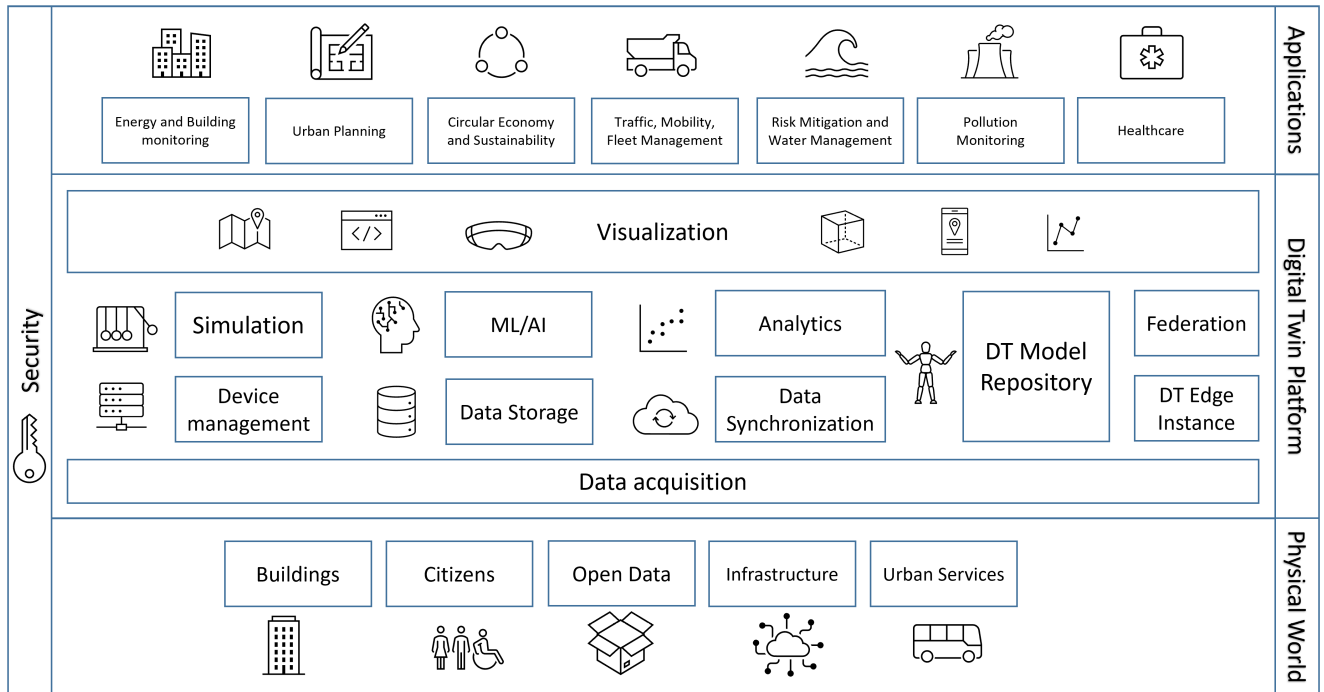 Security
Applications
Energy and Building
monitoring
Urban Planning
Circular Economy
and Sustainability
Traffic, Mobility,
Fleet Management
Risk Mitigation and
Water Management
Pollution
Monitoring
Healthcare
Digital Twin Platform
</>
Visualization
Simulation
ML/AI
Analytics
DT Model
Repository
Federation
Device
management
Data Storage
Data
Synchronization
DT Edge
Instance
Data acquisition
Physical World
Buildings
Citizens
Open Data
Infrastructure
Urban Services